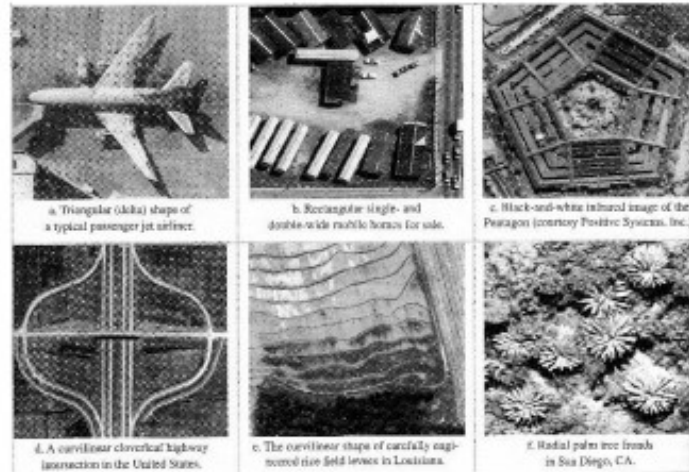 a. Triangular (delta) shape of
a typical passenger jet airliner.
b. Rectangular single- and
double-wide mobile homes for sale.
c. Black-and-white infrared image of the
Pentagon (courtesy Positive Systems, Inc.
d. A curvilinear cloverleaf highway
intersection in the United States.
e. The curvilinear shape of carefully engi-
neered rice field levees in Louisiana.
f. Radial palm tree fronds
in San Diego, CA.